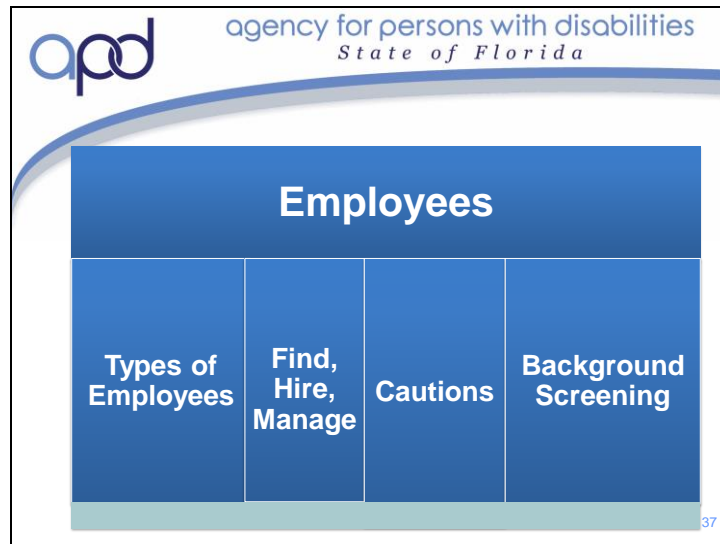 apd
agency for persons with disabilities
State of Florida
Employees
Types of
Employees
Find,
Hire,
Manage
Cautions
Background
Screening
37